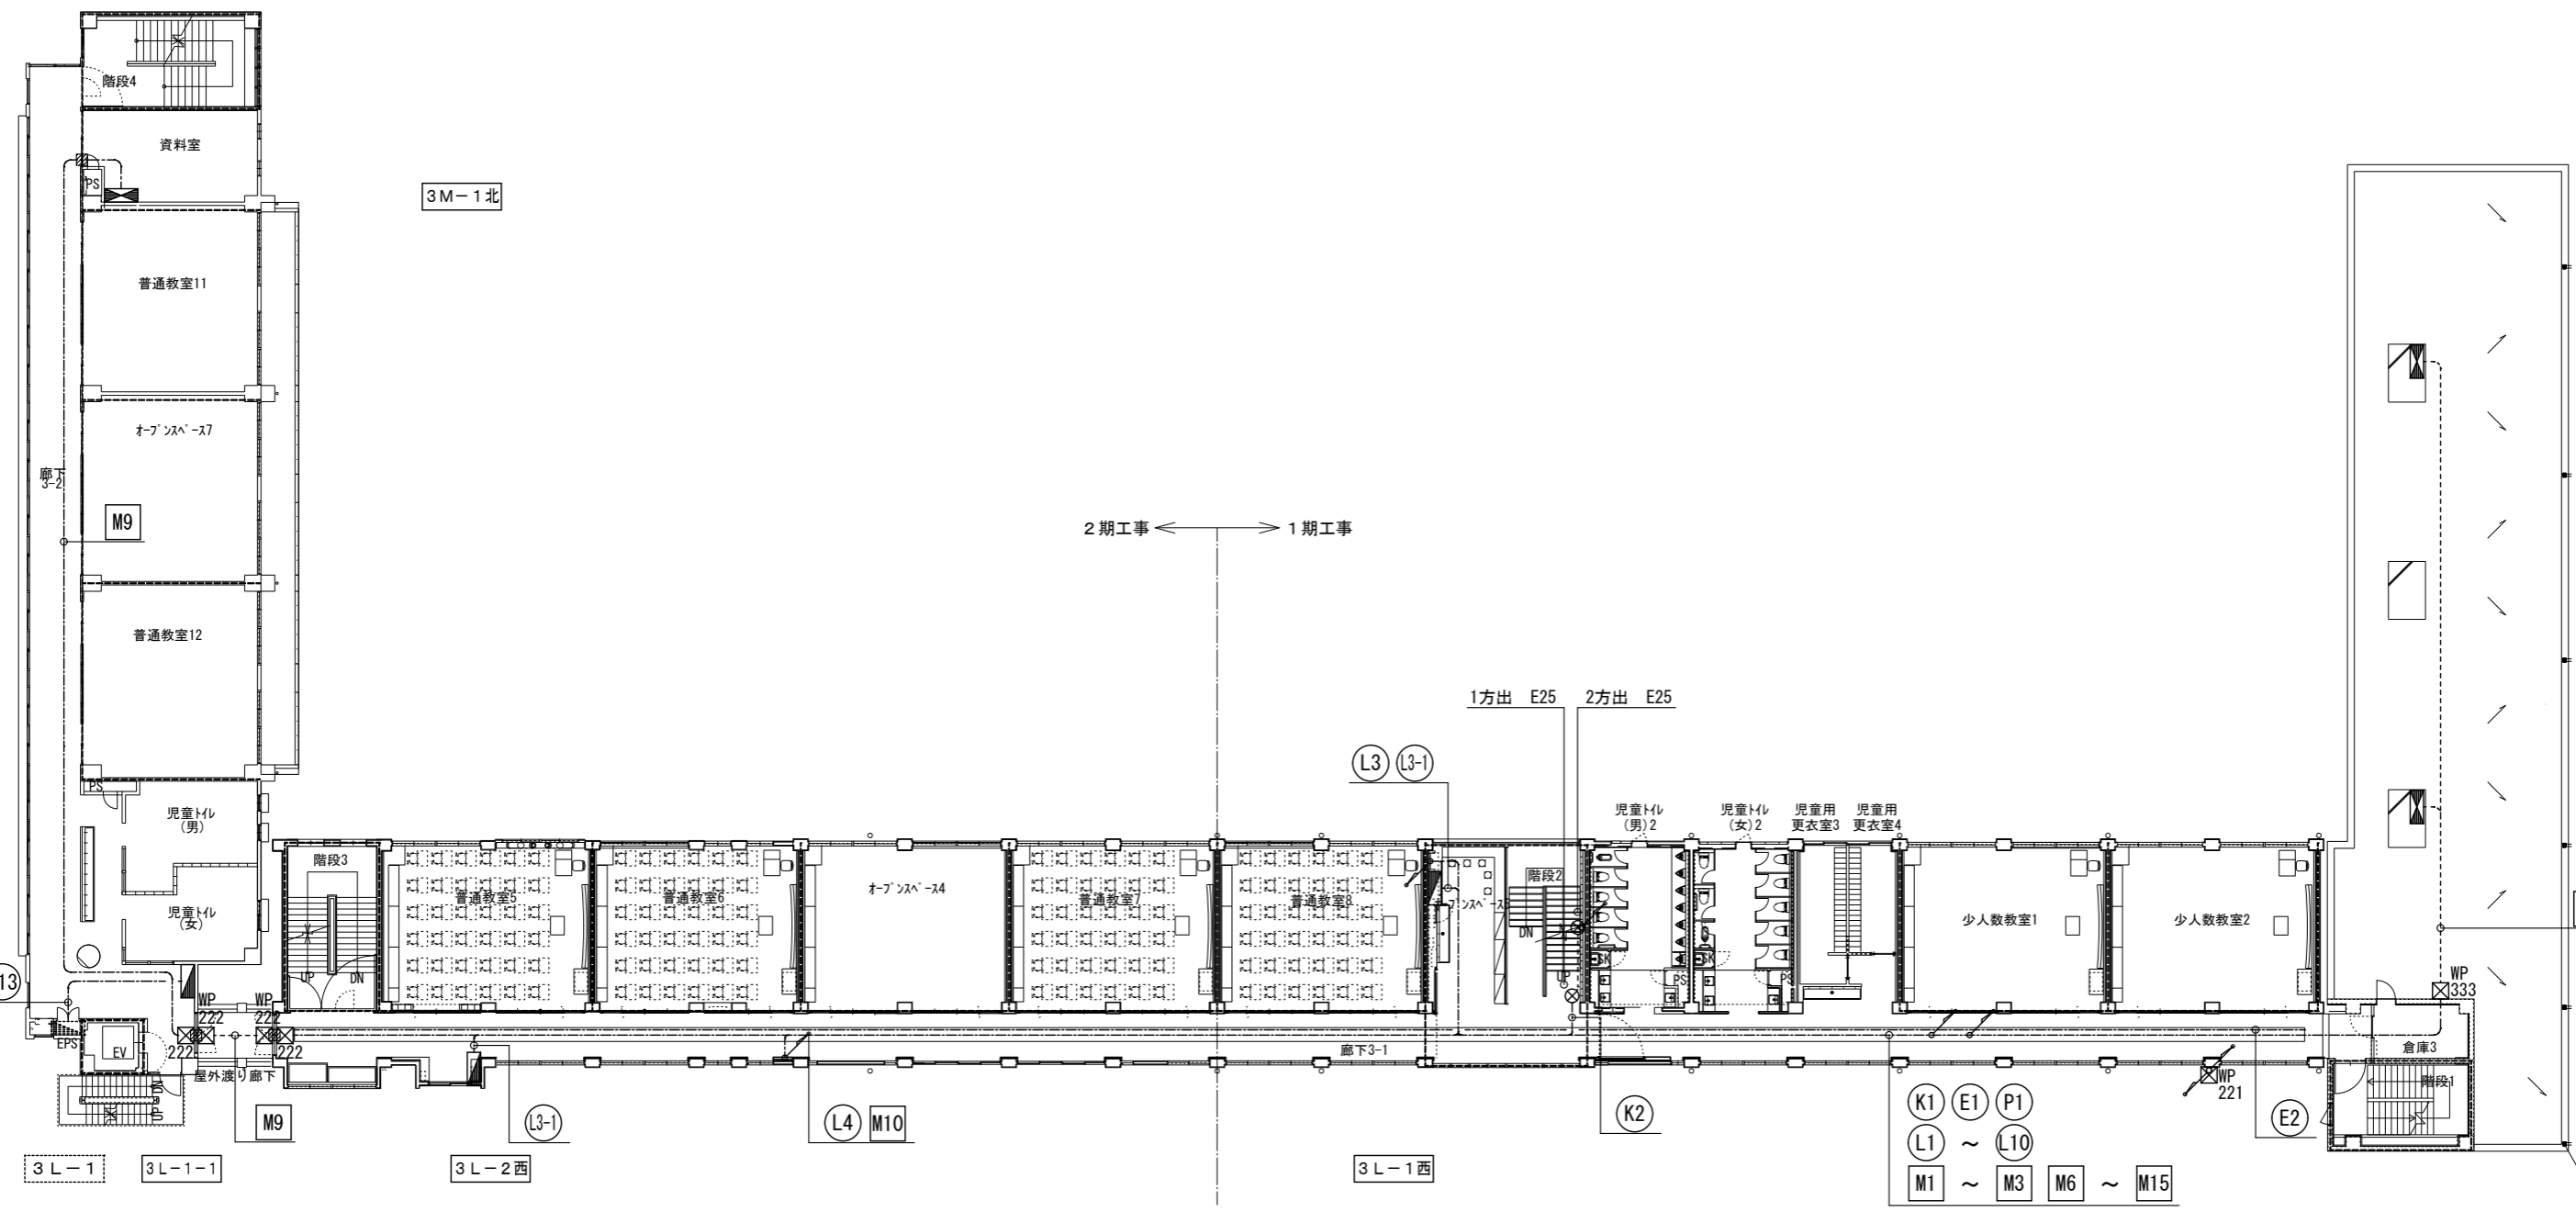 階段4
資料室
PS
3M-1北
普通教室11
オープンスペース7
廊下
3-2
M9
2期工事
1期工事
普通教室12
1方出 E25
2方出 E25
L3
L3-1
PS
児童トイレ
(男)
児童トイレ
(女)
階段3
UP
DN
普通教室5
普通教室6
オープンスペース4
普通教室7
普通教室8
階段2
DN
UP
児童トイレ
(男)2
児童トイレ
(女)2
児童用
更衣室3
児童用
更衣室4
SK
PS
SK
PS
少人数教室1
少人数教室2
WP
333
13
WP
222
WP
222
222
222
EPS
EV
屋外渡り廊下
DN
UP
廊下3-1
倉庫3
階段1
WP
221
M9
L3-1
L4
M10
K2
K1
E1
P1
L1
～
L10
M1
～
M3
M6
～
M15
E2
3L-1
3L-1-1
3L-2西
3L-1西